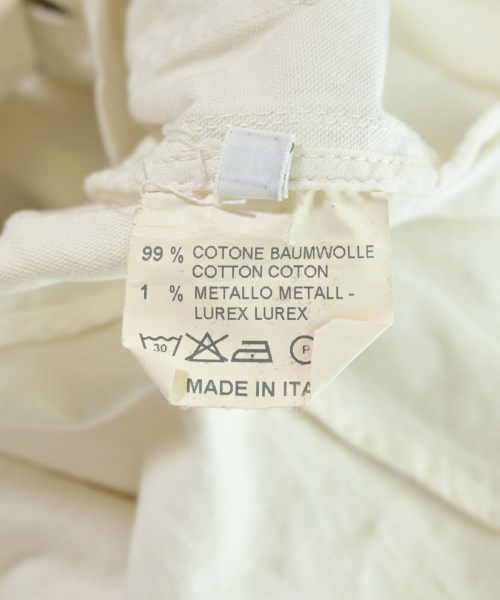 99 % COTONE BAUMWOLLE
COTTON COTON
1 % METALLO METALL -
LUREX LUREX
30 P
MADE IN ITA